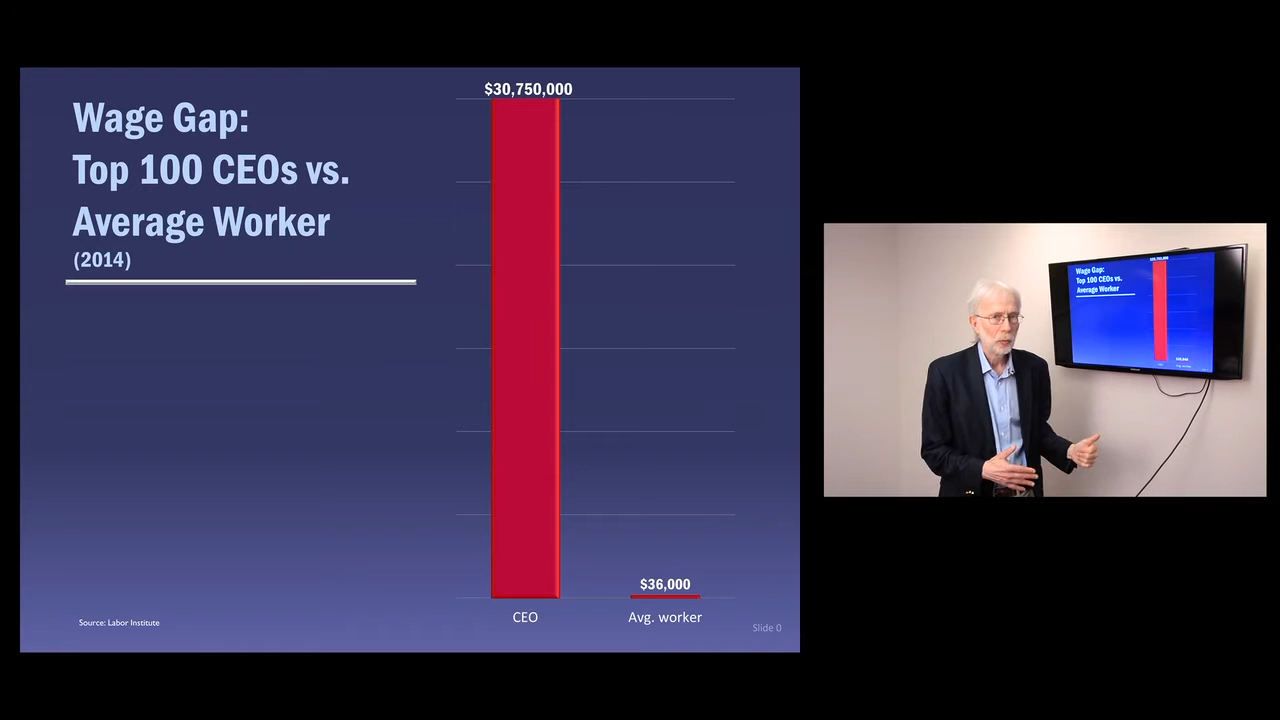 Wage Gap:
Top 100 CEOs vs.
Average Worker
(2014)
$30,750,000
$36,000
CEO
Avg. worker
Source: Labor Institute
Slide 0
Wage Gap:
Top 100 CEOs vs.
Average Worker